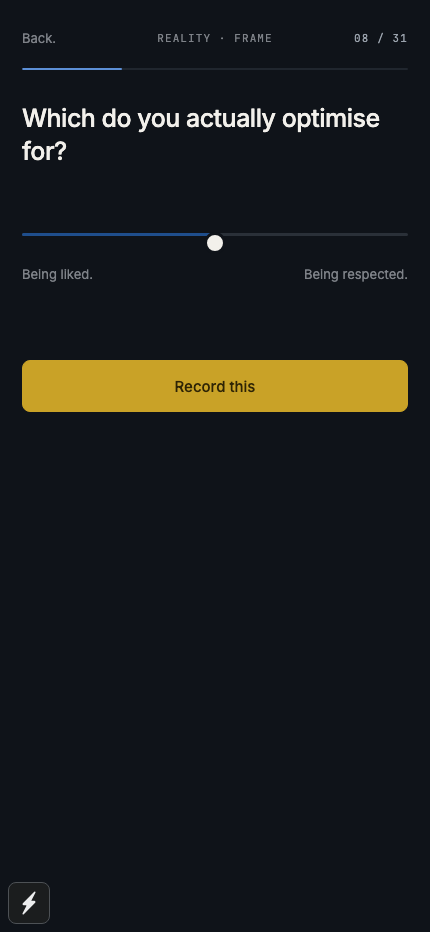 Back.
REALITY · FRAME
08 / 31
Which do you actually optimise
for?
Being liked.
Being respected.
Record this